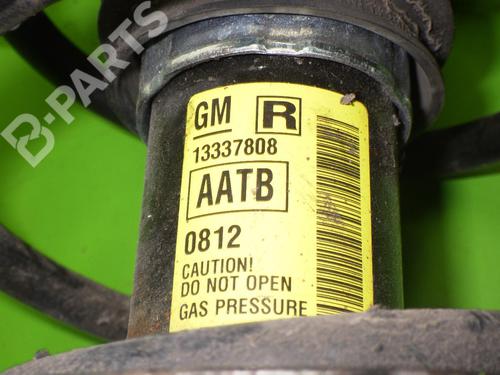 B-PARTS
GM R
13337808
AATB
0812
CAUTION!
DO NOT OPEN
GAS PRESSURE